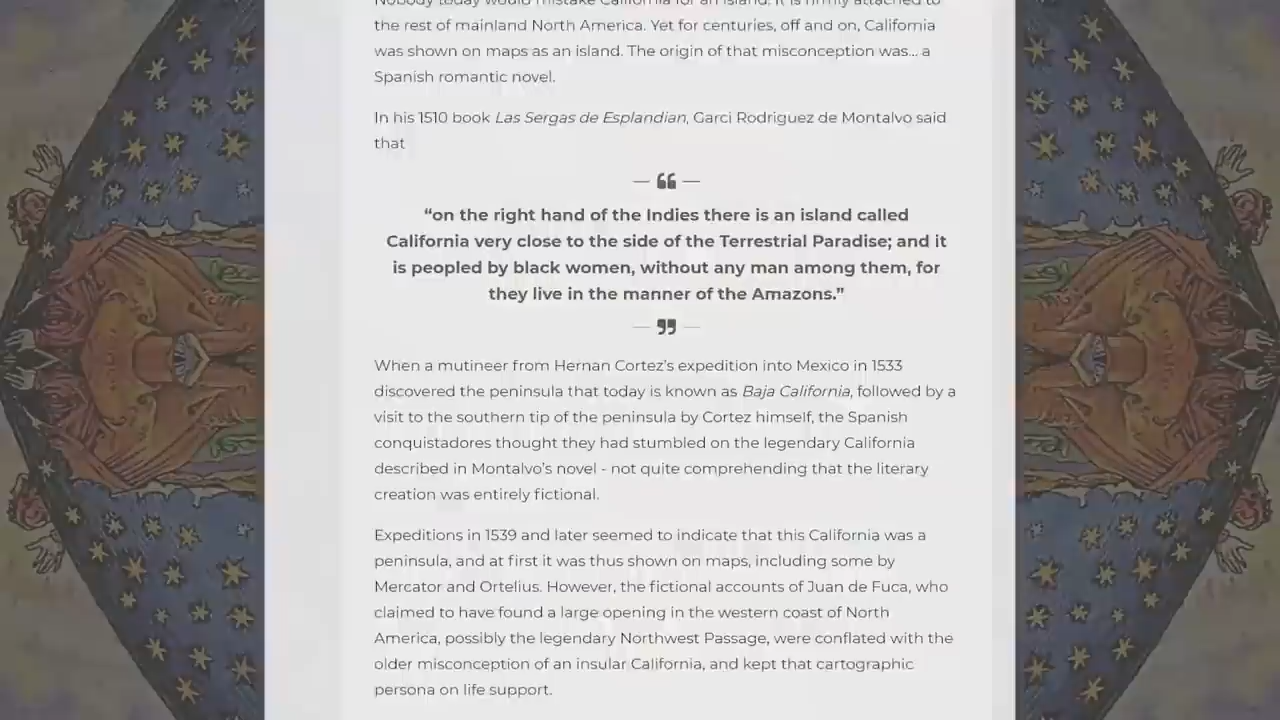 Nobody today would mistake California for an island. It is firmly attached to
the rest of mainland North America. Yet for centuries, off and on, California
was shown on maps as an island. The origin of that misconception was... a
Spanish romantic novel.
In his 1510 book Las Sergas de Esplandian, Garci Rodriguez de Montalvo said
that
“on the right hand of the Indies there is an island called
California very close to the side of the Terrestrial Paradise; and it
is peopled by black women, without any man among them, for
they live in the manner of the Amazons.”
When a mutineer from Hernan Cortez’s expedition into Mexico in 1533
discovered the peninsula that today is known as Baja California, followed by a
visit to the southern tip of the peninsula by Cortez himself, the Spanish
conquistadores thought they had stumbled on the legendary California
described in Montalvo’s novel - not quite comprehending that the literary
creation was entirely fictional.
Expeditions in 1539 and later seemed to indicate that this California was a
peninsula, and at first it was thus shown on maps, including some by
Mercator and Ortelius. However, the fictional accounts of Juan de Fuca, who
claimed to have found a large opening in the western coast of North
America, possibly the legendary Northwest Passage, were conflated with the
older misconception of an insular California, and kept that cartographic
persona on life support.